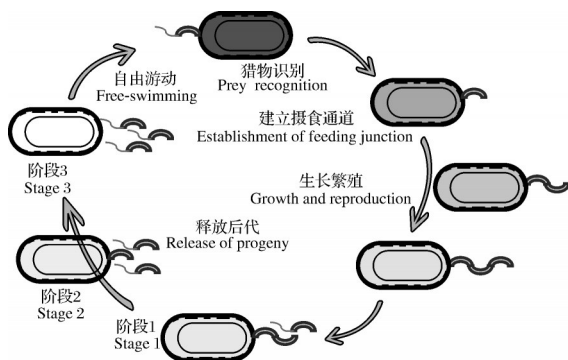 自由游动
Free-swimming
猎物识别
Prey recognition
建立摄食通道
Establishment of feeding junction
生长繁殖
Growth and reproduction
释放后代
Release of progeny
阶段3
Stage 3
阶段2
Stage 2
阶段1
Stage 1